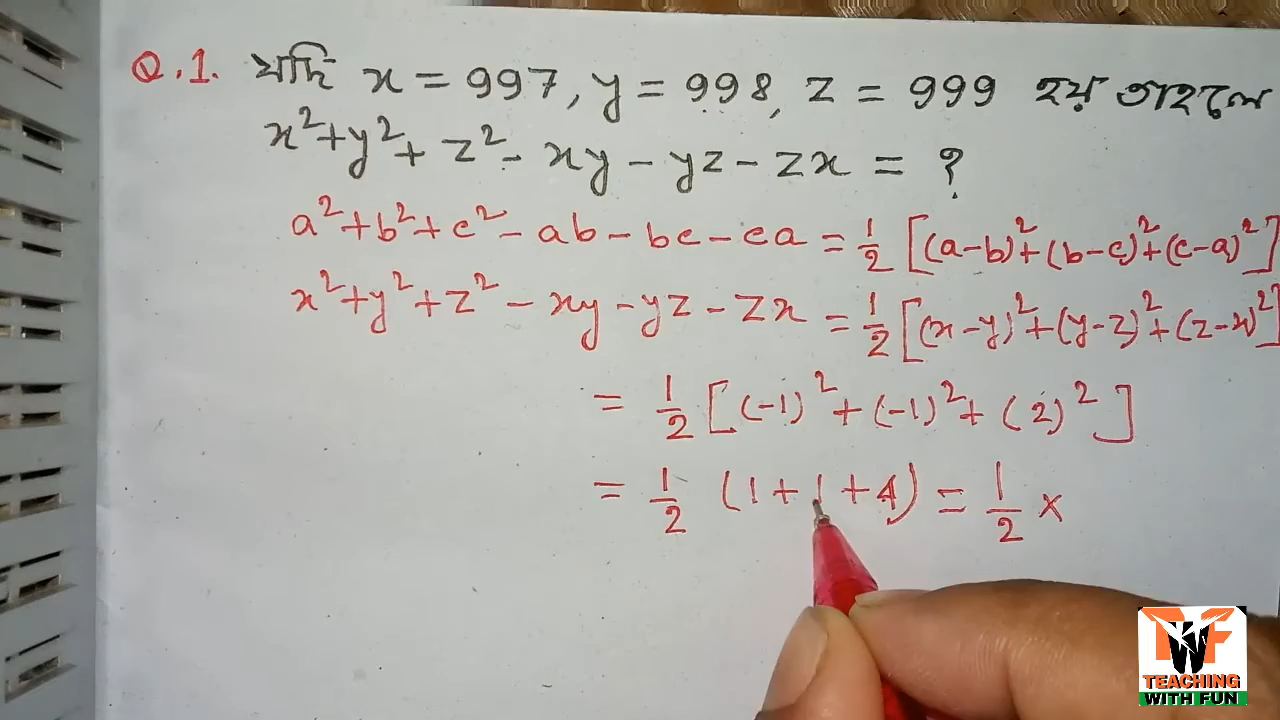 Q.1. যদি x = 997, y = 998, z = 999 হয় তাহলে
x²+y²+z²-xy-yz-zx = ?
a²+b²+c²-ab-bc-ca = 1/2 [(a-b)²+(b-c)²+(c-a)²]
x²+y²+z²-xy-yz-zx = 1/2 [(x-y)²+(y-z)²+(z-x)²]
= 1/2 [(-1)²+(-1)²+(2)²]
= 1/2 (1+1+4) = 1/2 ×
TWF
TEACHING
WITH FUN